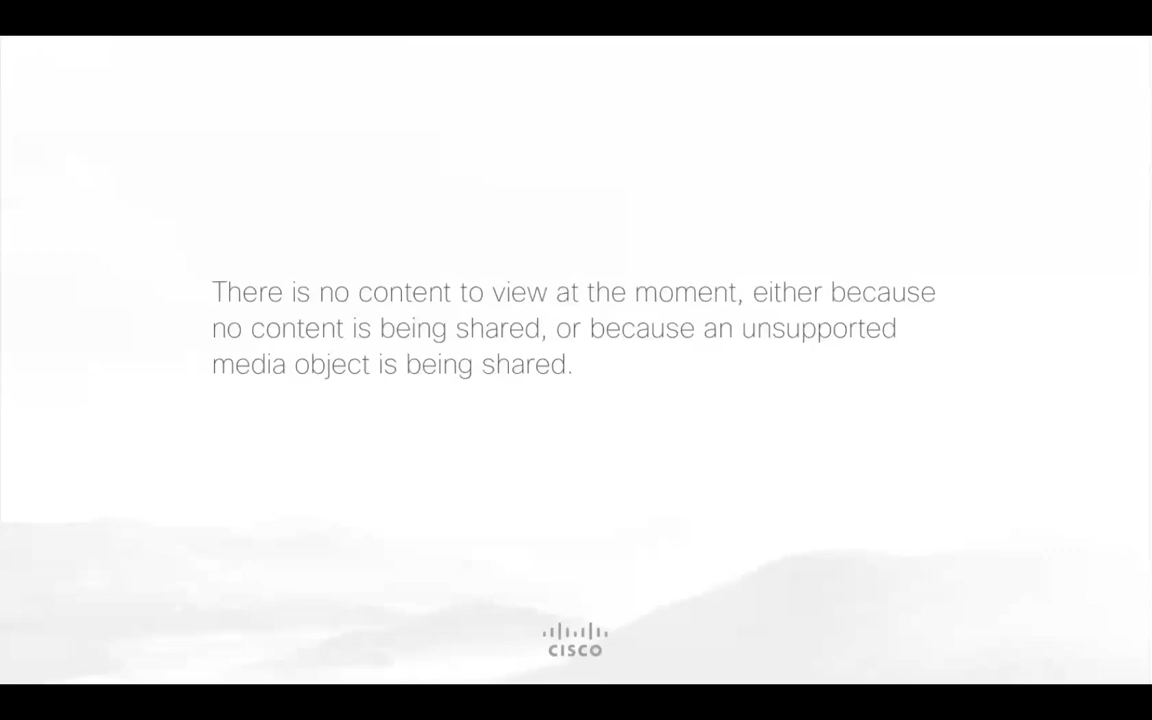 There is no content to view at the moment, either because
no content is being shared, or because an unsupported
media object is being shared.
CISCO